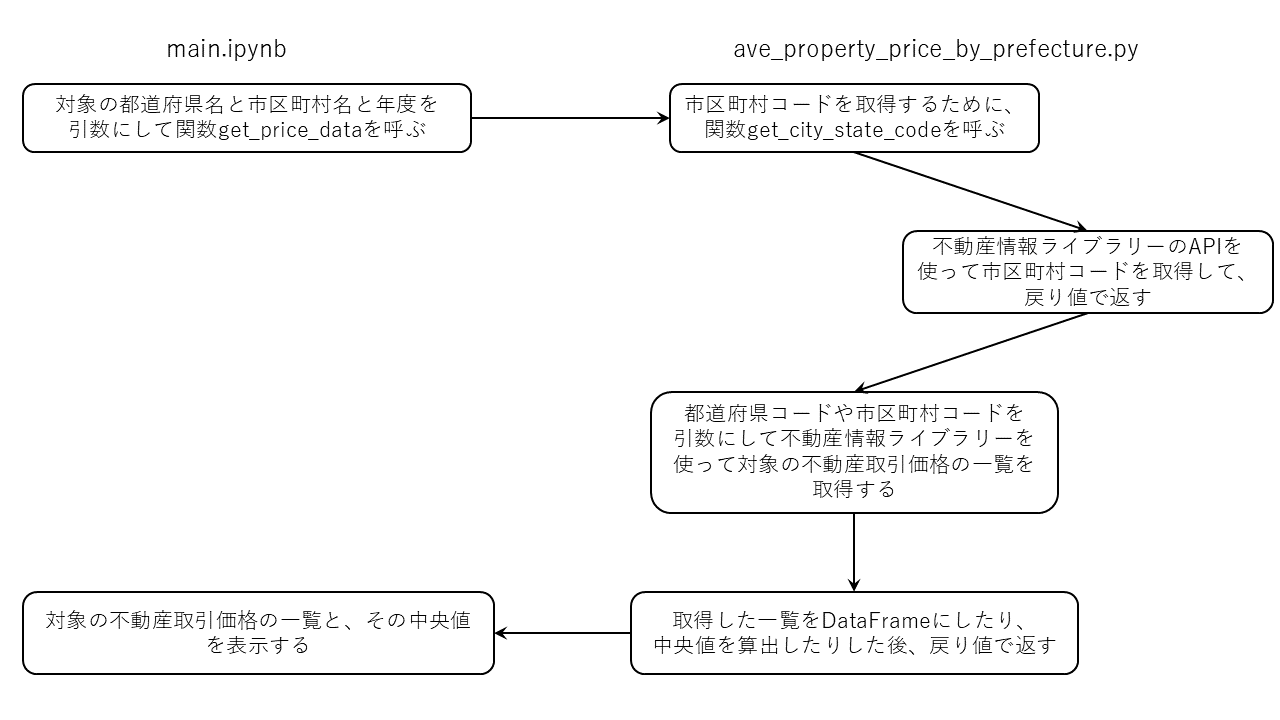 main.ipynb
ave_property_price_by_prefecture.py
対象の都道府県名と市区町村名と年度を
引数にして関数get_price_dataを呼ぶ
市区町村コードを取得するために、
関数get_city_state_codeを呼ぶ
不動産情報ライブラリーのAPIを
使って市区町村コードを取得して、
戻り値で返す
都道府県コードや市区町村コードを
引数にして不動産情報ライブラリーを
使って対象の不動産取引価格の一覧を
取得する
取得した一覧をDataFrameにしたり、
中央値を算出したりした後、戻り値で返す
対象の不動産取引価格の一覧と、その中央値
を表示する